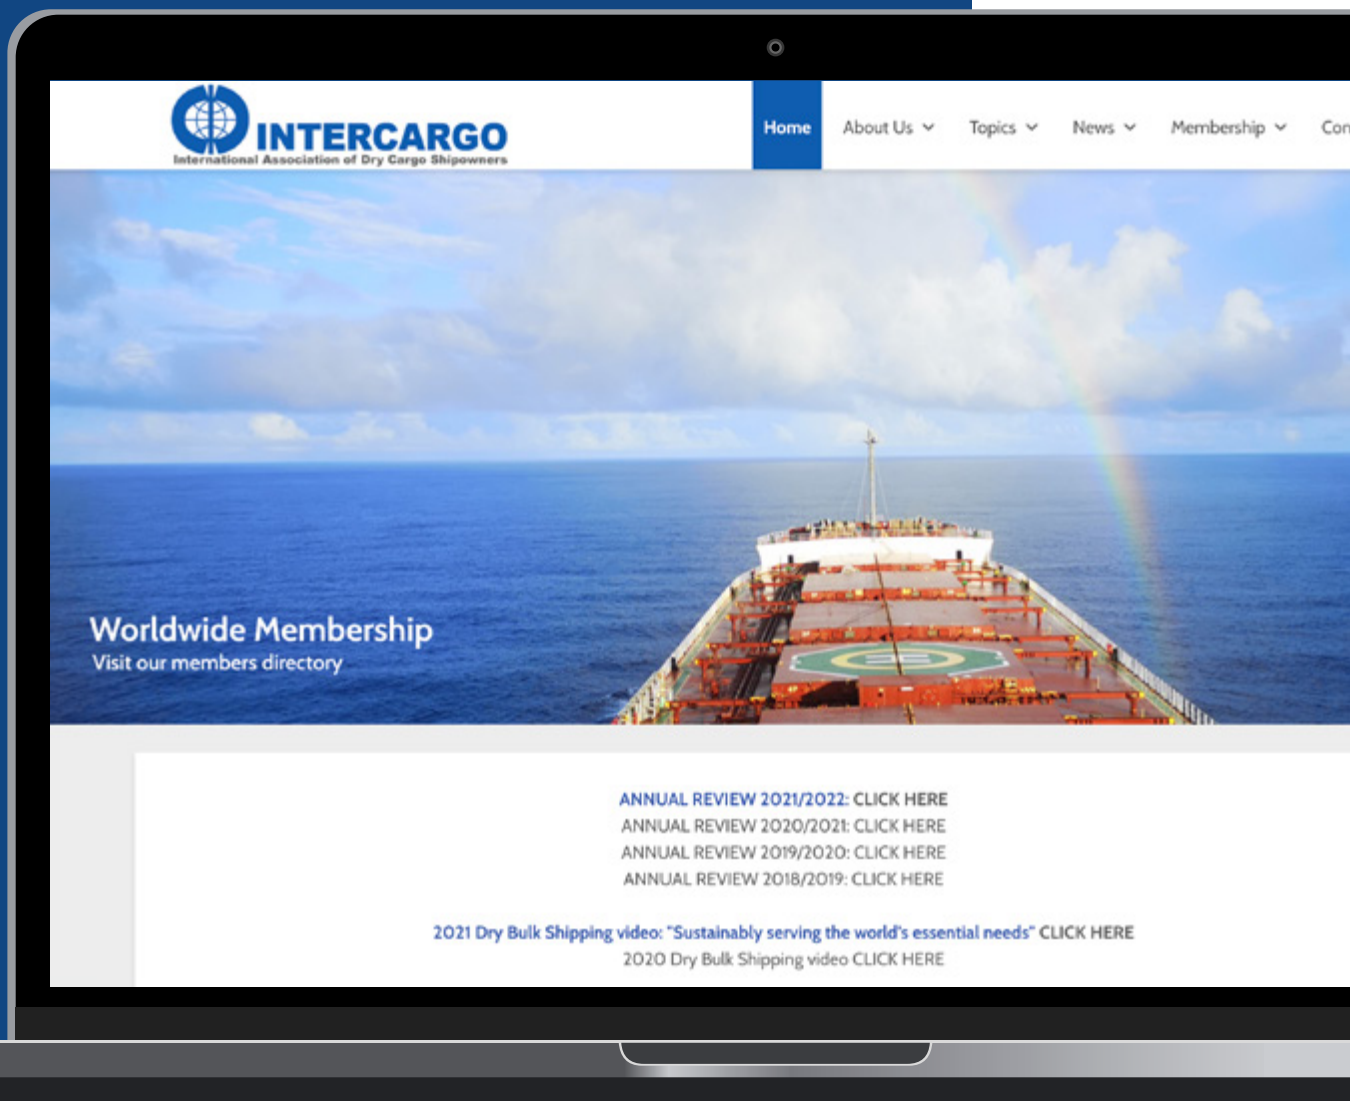 INTERCARGO
International Association of Dry Cargo Shipowners
Home About Us Topics News Membership
Worldwide Membership
Visit our members directory
ANNUAL REVIEW 2021/2022: CLICK HERE
ANNUAL REVIEW 2020/2021: CLICK HERE
ANNUAL REVIEW 2019/2020: CLICK HERE
ANNUAL REVIEW 2018/2019: CLICK HERE
2021 Dry Bulk Shipping video: "Sustainably serving the world's essential needs" CLICK HERE
2020 Dry Bulk Shipping video CLICK HERE